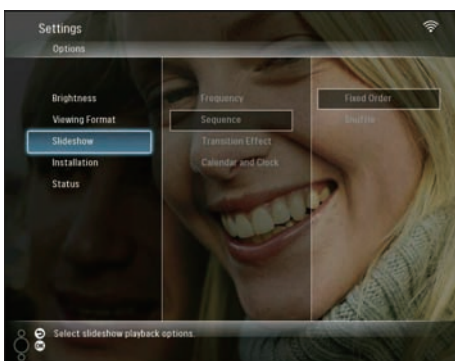 Settings
Options
Brightness
Viewing Format
Slideshow
Installation
Status
Frequency
Sequence
Transition Effect
Calendar and Clock
Fixed Order
Shuffle
OK
Select slideshow playback options.